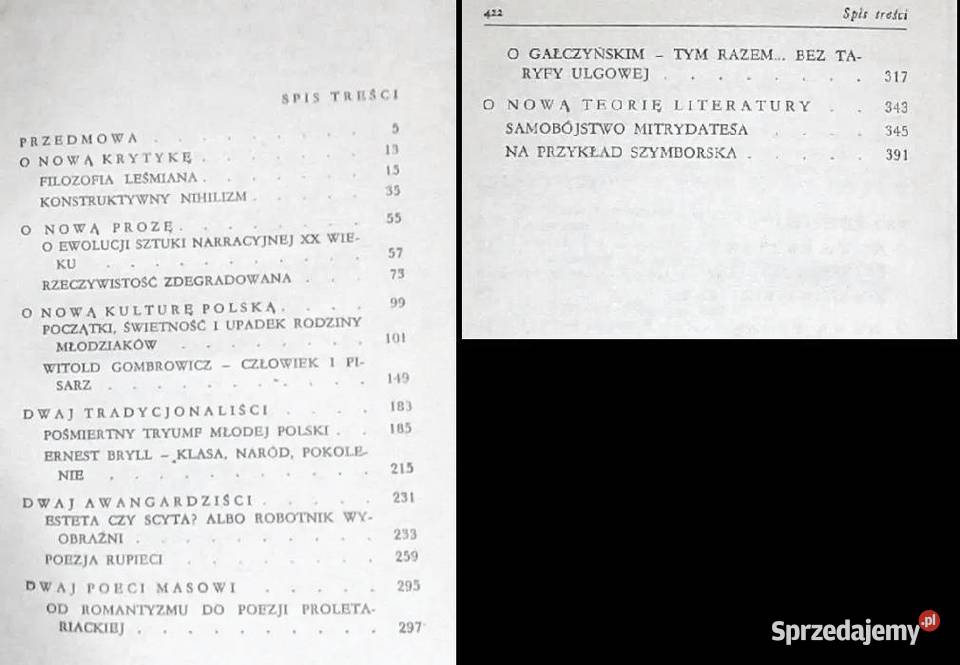 SPIS TREŚCI
PRZEDMOWA . . . . . . . . . 5
O NOWĄ KRYTYKĘ . . . . . . . 13
FILOZOFIA LEŚMIANA . . . . . . . 15
KONSTRUKTYWNY NIHILIZM . . . . . 35
O NOWĄ PROZĘ . . . . . . . . 55
O EWOLUCJI SZTUKI NARRACYJNEJ XX WIE-
KU . . . . . . . . . . 57
RZECZYWISTOŚĆ ZDEGRADOWANA . . . 73
O NOWĄ KULTURĘ POLSKĄ . . . . 99
POCZĄTKI, ŚWIETNOŚĆ I UPADEK RODZINY
MŁODZIAKÓW . . . . . . . 101
WITOLD GOMBROWICZ – CZŁOWIEK I PI-
SARZ . . . . . . . . . . 149
DWAJ TRADYCJONALIŚCI . . . . 183
POŚMIERTNY TRYUMF MŁODEJ POLSKI . . 185
ERNEST BRYLL – KLASA, NARÓD, POKOLE-
NIE . . . . . . . . . . 215
DWAJ AWANGARDZIŚCI . . . . . 231
ESTETA CZY SCYTA? ALBO ROBOTNIK WY-
OBRAŹNI . . . . . . . . . 233
POEZJA RUPIECI . . . . . . . . 259
DWAJ POECI MASOWI . . . . . 295
OD ROMANTYZMU DO POEZJI PROLETA-
RIACKIEJ . . . . . . . . . 297
422 Spis treści
O GAŁCZYŃSKIM – TYM RAZEM... BEZ TA-
RYFY ULGOWEJ . . . . . . . 317
O NOWĄ TEORIĘ LITERATURY . . 343
SAMOBÓJSTWO MITRYDATESA . . . . 345
NA PRZYKŁAD SZYMBORSKA . . . . . 391
Sprzedajemy.pl